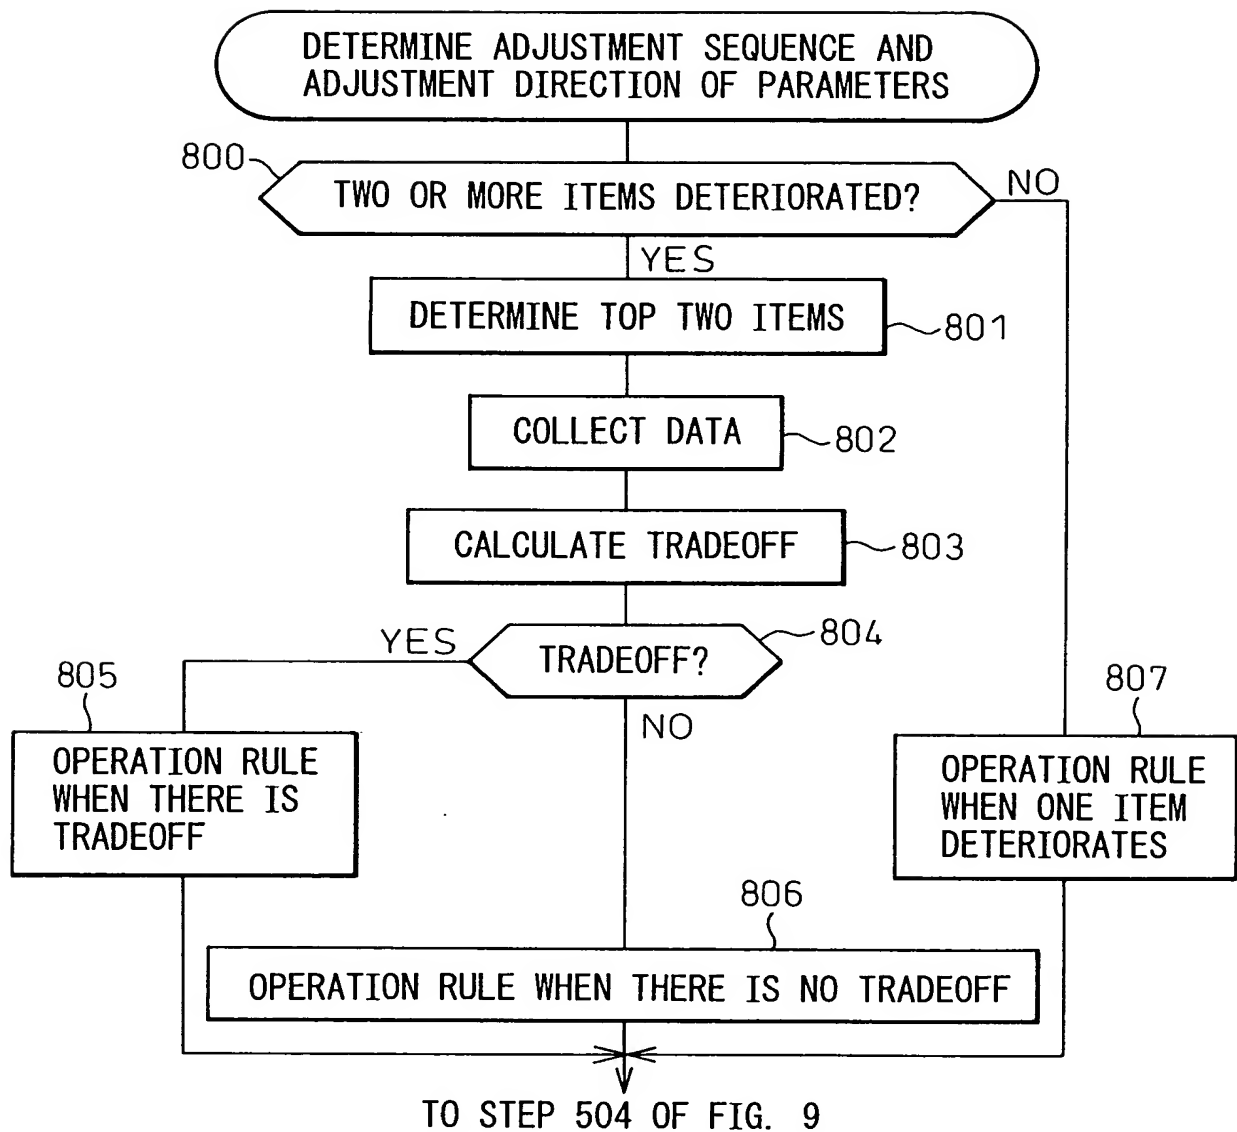 DETERMINE ADJUSTMENT SEQUENCE AND
ADJUSTMENT DIRECTION OF PARAMETERS
800
TWO OR MORE ITEMS DETERIORATED?
NO
YES
DETERMINE TOP TWO ITEMS
801
COLLECT DATA
802
CALCULATE TRADEOFF
803
YES
TRADEOFF?
804
NO
805
OPERATION RULE
WHEN THERE IS
TRADEOFF
807
OPERATION RULE
WHEN ONE ITEM
DETERIORATES
806
OPERATION RULE WHEN THERE IS NO TRADEOFF
TO STEP 504 OF FIG. 9